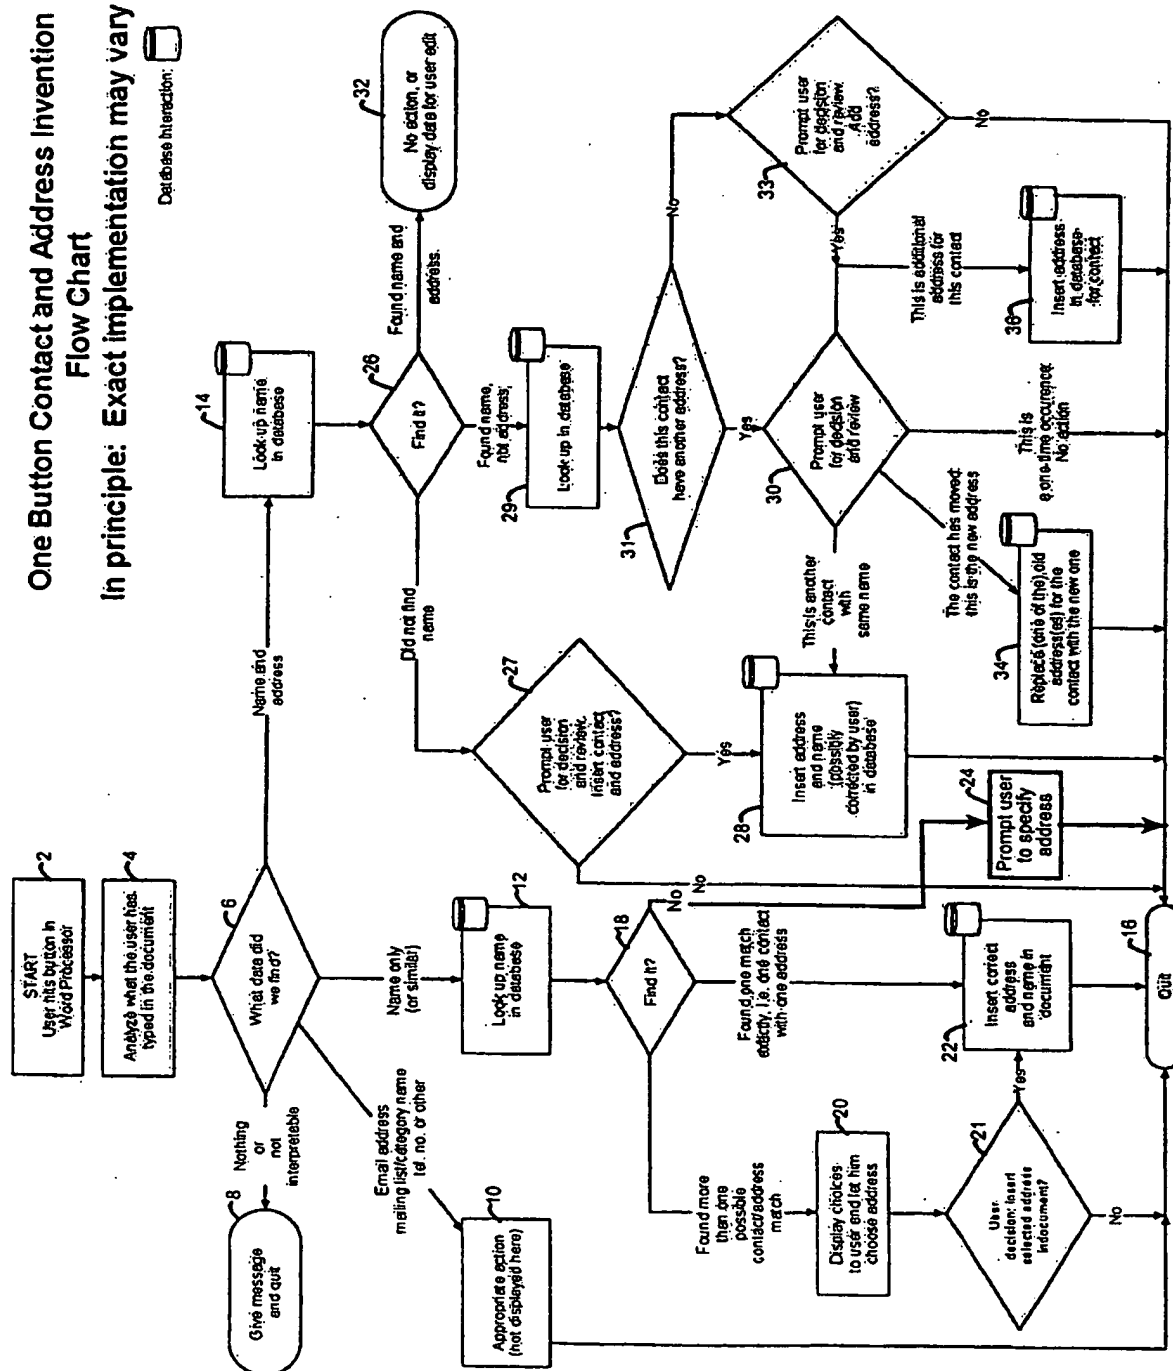 One Button Contact and Address Invention
Flow Chart
In principle: Exact implementation may vary
Database Interaction:
2
START
User hits button in
Word Processor
4
Analyze what the user has
typed in the document
6
What data did
we find?
Nothing
or
not
interpretable
8
Give message
and quit
Email address
mailing list/category name
tel. no. or other
10
Appropriate action
(not displayed here)
Name only
(or similar)
12
Look up name
in database
Name and
address
14
Look up name
in database
18
Find it?
Found more
than one
possible
contact/address
match
20
Display choices
to user and let him
choose address
21
User
decision: Insert
selected address
in document?
Yes
No
Found one match
exactly, i.e. one contact
with one address
22
Insert correct
address
and name in
document
No
24
Prompt user
to specify
address
16
Quit
26
Find it?
Found name and
address.
32
No action, or
display date for user edit
Did not find
name
27
Prompt user
for decision
and review.
Insert contact
and address?
No
Yes
28
Insert address
and name
(possibly
corrected by user)
in database
Found name,
not address;
29
Look up in database
31
Does this contact
have another address?
Yes
No
30
Prompt user
for decision
and review
33
Prompt user
for decision
and review.
Add
address?
Yes
No
This is another
contact
with
same name
The contact has moved:
this is the new address
34
Replace (one of the) old
address(es) for the
contact with the new one
This is
a one-time occurrence:
No action
This is additional
address for
this contact
36
Insert address
in database
for contact